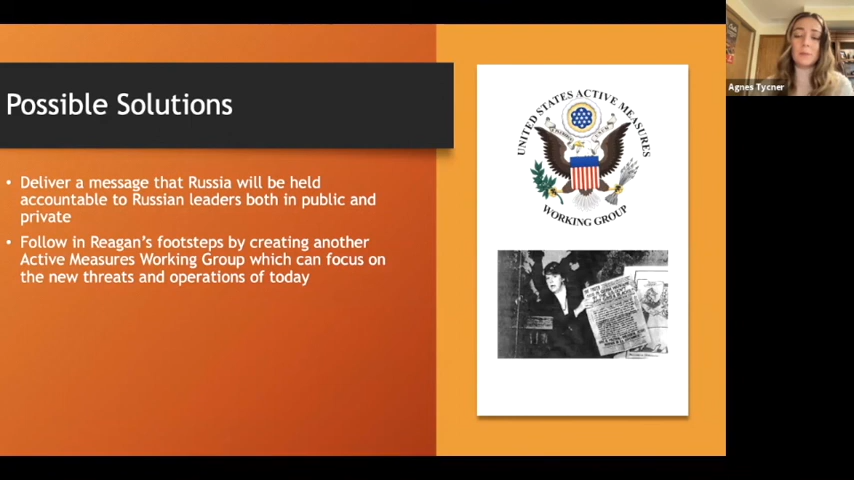 Possible Solutions
• Deliver a message that Russia will be held
accountable to Russian leaders both in public and
private
• Follow in Reagan's footsteps by creating another
Active Measures Working Group which can focus on
the new threats and operations of today
UNITED STATES ACTIVE MEASURES
WORKING GROUP
Agnes Tycner